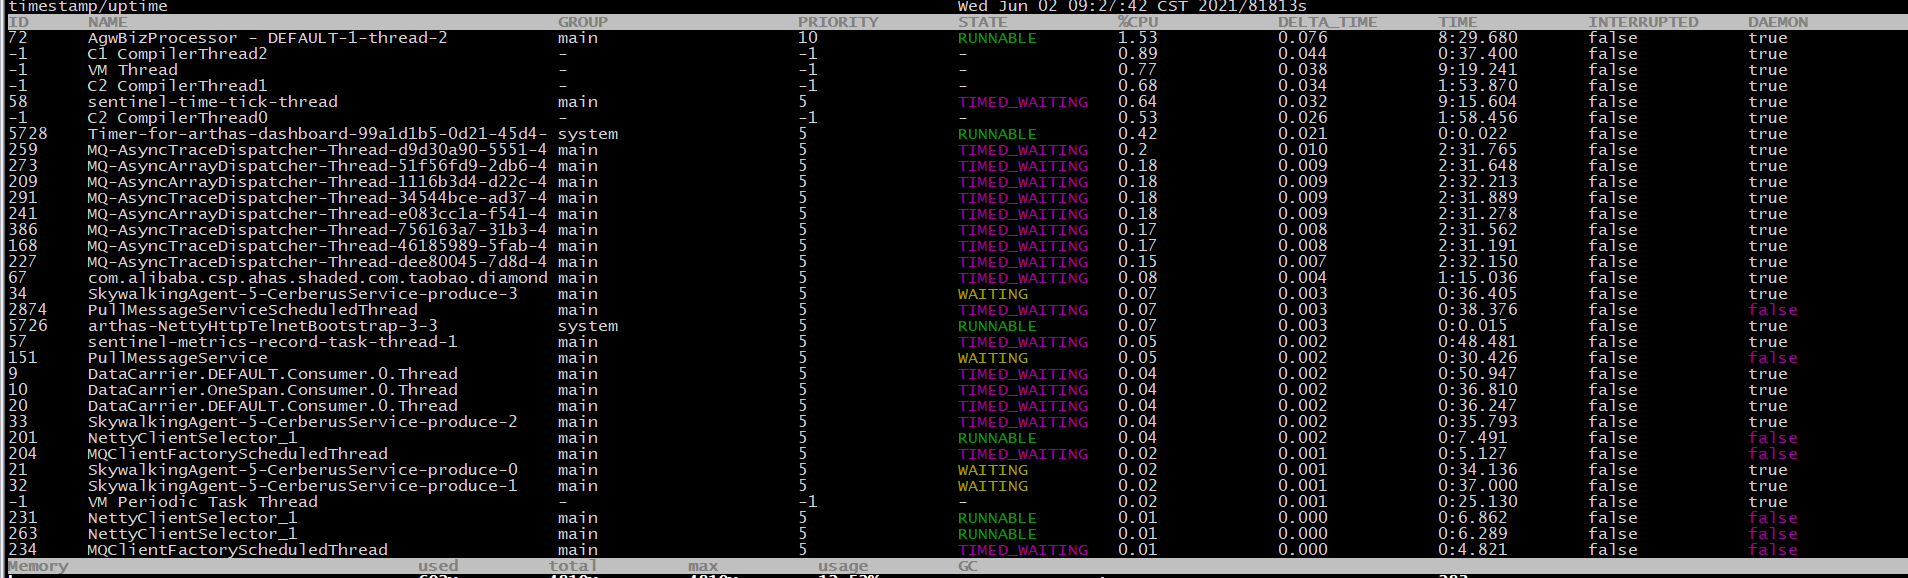 timestamp/uptime Wed Jun 02 09:27:42 CST 2021/81813s
ID NAME GROUP PRIORITY STATE %CPU DELTA_TIME TIME INTERRUPTED DAEMON
72 AgwBizProcessor - DEFAULT-1-thread-2 main 10 RUNNABLE 1.53 0.076 8:29.680 false true
-1 C1 CompilerThread2 - -1 - 0.89 0.044 0:37.400 false true
-1 VM Thread - -1 - 0.77 0.038 9:19.241 false true
-1 C2 CompilerThread1 - -1 - 0.68 0.034 1:53.870 false true
58 sentinel-time-tick-thread main 5 TIMED_WAITING 0.64 0.032 9:15.604 false true
-1 C2 CompilerThread0 - -1 - 0.53 0.026 1:58.456 false true
5728 Timer-for-arthas-dashboard-99a1d1b5-0d21-45d4- system 5 RUNNABLE 0.42 0.021 0:0.022 false true
259 MQ-AsyncTraceDispatcher-Thread-d9d30a90-5551-4 main 5 TIMED_WAITING 0.2 0.010 2:31.765 false true
273 MQ-AsyncArrayDispatcher-Thread-51f56fd9-2db6-4 main 5 TIMED_WAITING 0.18 0.009 2:31.648 false true
209 MQ-AsyncArrayDispatcher-Thread-1116b3d4-d22c-4 main 5 TIMED_WAITING 0.18 0.009 2:32.213 false true
291 MQ-AsyncTraceDispatcher-Thread-34544bce-ad37-4 main 5 TIMED_WAITING 0.18 0.009 2:31.889 false true
241 MQ-AsyncArrayDispatcher-Thread-e083cc1a-f541-4 main 5 TIMED_WAITING 0.18 0.009 2:31.278 false true
386 MQ-AsyncTraceDispatcher-Thread-756163a7-31b3-4 main 5 TIMED_WAITING 0.17 0.008 2:31.562 false true
168 MQ-AsyncTraceDispatcher-Thread-46185989-5fab-4 main 5 TIMED_WAITING 0.17 0.008 2:31.191 false true
227 MQ-AsyncTraceDispatcher-Thread-dee80045-7d8d-4 main 5 TIMED_WAITING 0.15 0.007 2:32.150 false true
67 com.alibaba.csp.ahas.shaded.com.taobao.diamond main 5 TIMED_WAITING 0.08 0.004 1:15.036 false true
34 SkywalkingAgent-5-CerberusService-produce-3 main 5 WAITING 0.07 0.003 0:36.405 false true
2874 PullMessageServiceScheduledThread main 5 TIMED_WAITING 0.07 0.003 0:38.376 false false
5726 arthas-NettyHttpTelnetBootstrap-3-3 system 5 RUNNABLE 0.07 0.003 0:0.015 false true
57 sentinel-metrics-record-task-thread-1 main 5 TIMED_WAITING 0.05 0.002 0:48.481 false true
151 PullMessageService main 5 WAITING 0.05 0.002 0:30.426 false false
9 DataCarrier.DEFAULT.Consumer.0.Thread main 5 TIMED_WAITING 0.04 0.002 0:50.947 false true
10 DataCarrier.OneSpan.Consumer.0.Thread main 5 TIMED_WAITING 0.04 0.002 0:36.810 false true
20 DataCarrier.DEFAULT.Consumer.0.Thread main 5 TIMED_WAITING 0.04 0.002 0:36.247 false true
33 SkywalkingAgent-5-CerberusService-produce-2 main 5 TIMED_WAITING 0.04 0.002 0:35.793 false true
201 NettyClientSelector_1 main 5 RUNNABLE 0.04 0.002 0:7.491 false false
204 MQClientFactoryScheduledThread main 5 TIMED_WAITING 0.02 0.001 0:5.127 false false
21 SkywalkingAgent-5-CerberusService-produce-0 main 5 WAITING 0.02 0.001 0:34.136 false true
32 SkywalkingAgent-5-CerberusService-produce-1 main 5 WAITING 0.02 0.001 0:37.000 false true
-1 VM Periodic Task Thread - -1 - 0.02 0.001 0:25.130 false true
231 NettyClientSelector_1 main 5 RUNNABLE 0.01 0.000 0:6.862 false false
263 NettyClientSelector_1 main 5 RUNNABLE 0.01 0.000 0:6.289 false false
234 MQClientFactoryScheduledThread main 5 TIMED_WAITING 0.01 0.000 0:4.821 false false
Memory used total max usage GC